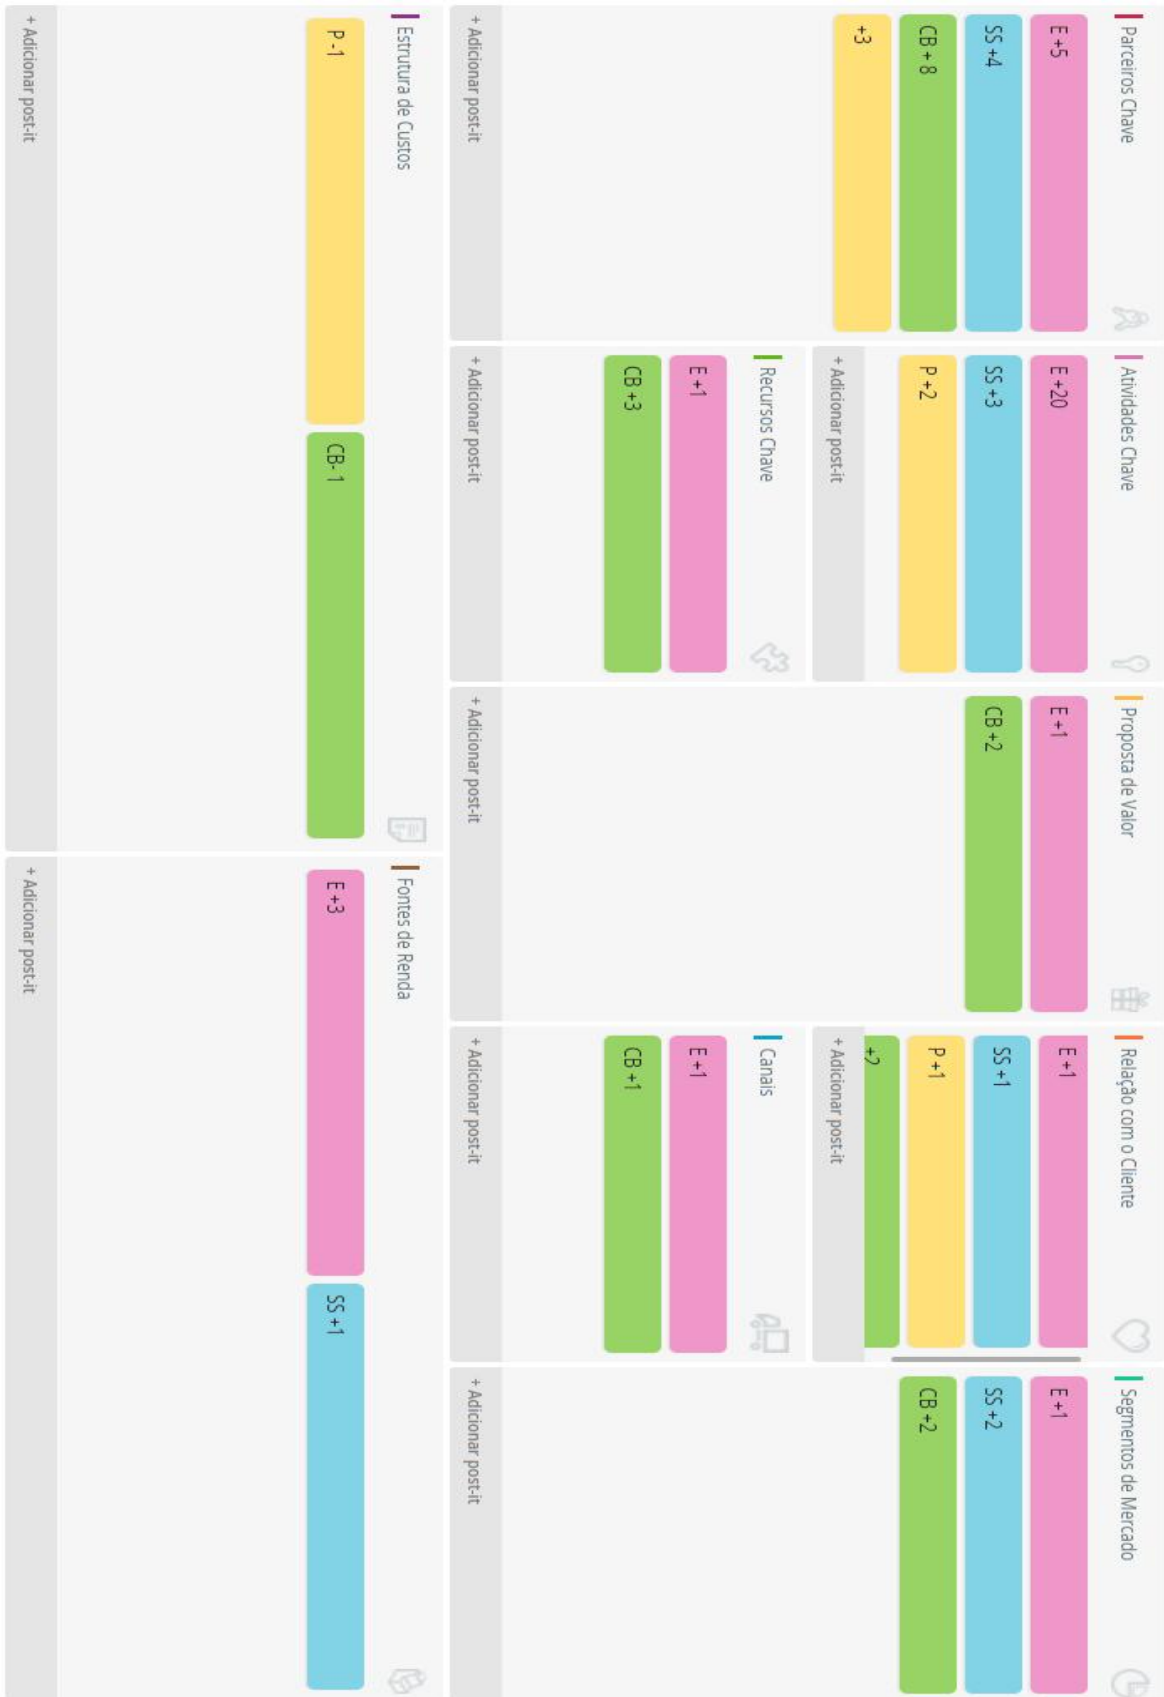 Parceiros Chave
E +5
SS +4
CB + 8
+3
+ Adicionar post-it
Atividades Chave
E +20
SS +3
P +2
+ Adicionar post-it
Recursos Chave
E +1
CB +3
+ Adicionar post-it
Proposta de Valor
E +1
CB +2
+ Adicionar post-it
Relação com o Cliente
E +1
SS +1
P +1
+2
+ Adicionar post-it
Canais
E +1
CB +1
+ Adicionar post-it
Segmentos de Mercado
E +1
SS +2
CB +2
+ Adicionar post-it
Estrutura de Custos
P -1
CB- 1
+ Adicionar post-it
Fontes de Renda
E +3
SS +1
+ Adicionar post-it